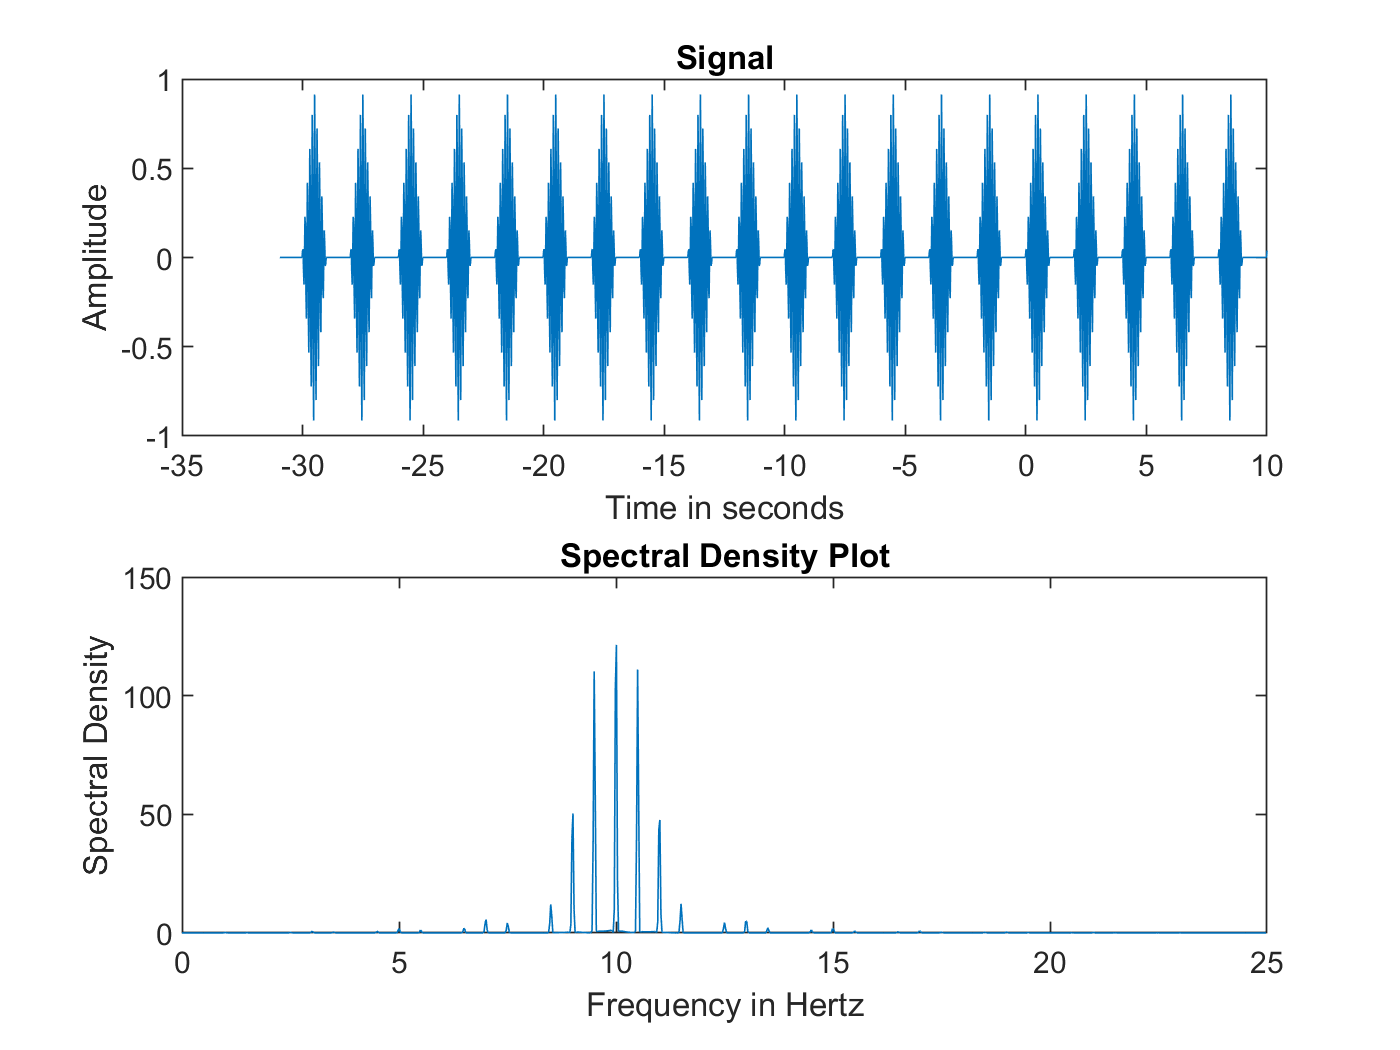 Signal
1
0.5
0
-0.5
-1
Amplitude
-35 -30 -25 -20 -15 -10 -5 0 5 10
Time in seconds
Spectral Density Plot
150
100
50
0
Spectral Density
0 5 10 15 20 25
Frequency in Hertz